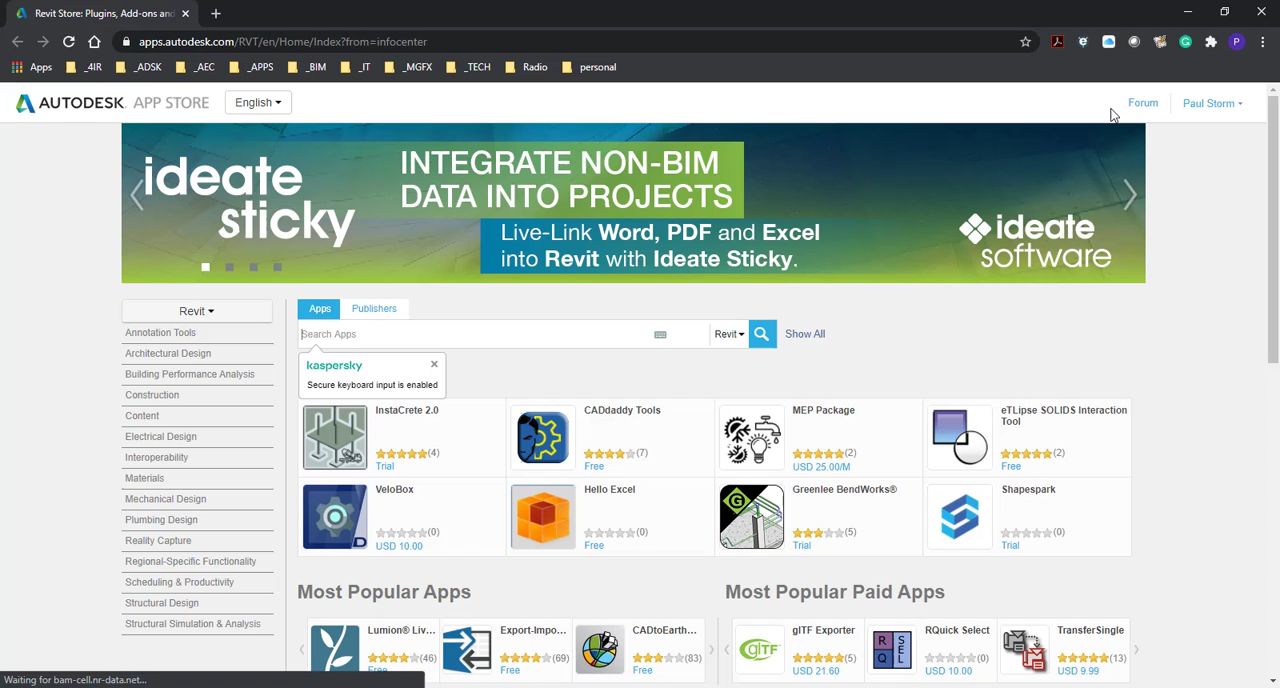 Revit Store: Plugins, Add-ons and
apps.autodesk.com/RVT/en/Home/Index?from=infocenter
Apps _4IR _ADSK _AEC _APPS _BIM _IT _MGFX _TECH Radio personal
AUTODESK APP STORE English Forum Paul Storm
ideate
sticky
INTEGRATE NON-BIM
DATA INTO PROJECTS
Live-Link Word, PDF and Excel
into Revit with Ideate Sticky.
ideate
software
Revit
Annotation Tools
Architectural Design
Building Performance Analysis
Construction
Content
Electrical Design
Interoperability
Materials
Mechanical Design
Plumbing Design
Reality Capture
Regional-Specific Functionality
Scheduling & Productivity
Structural Design
Structural Simulation & Analysis
Apps Publishers
Search Apps Revit Show All
kaspersky
Secure keyboard input is enabled
InstaCrete 2.0
(4)
Trial
CADdaddy Tools
(7)
Free
MEP Package
(2)
USD 25.00/M
eTLipse SOLIDS Interaction
Tool
(2)
Free
VeloBox
(0)
USD 10.00
Hello Excel
(0)
Free
Greenlee BendWorks®
(5)
Trial
Shapespark
(0)
Trial
Most Popular Apps
Lumion® Liv...
(46)
Free
Export-Impo...
(69)
Free
CADtoEarth...
(83)
Free
Most Popular Paid Apps
glTF
glTF Exporter
(5)
USD 21.60
R S
Q E
L
RQuick Select
(0)
USD 10.00
TransferSingle
(13)
USD 9.99
Waiting for bam-cell.nr-data.net...